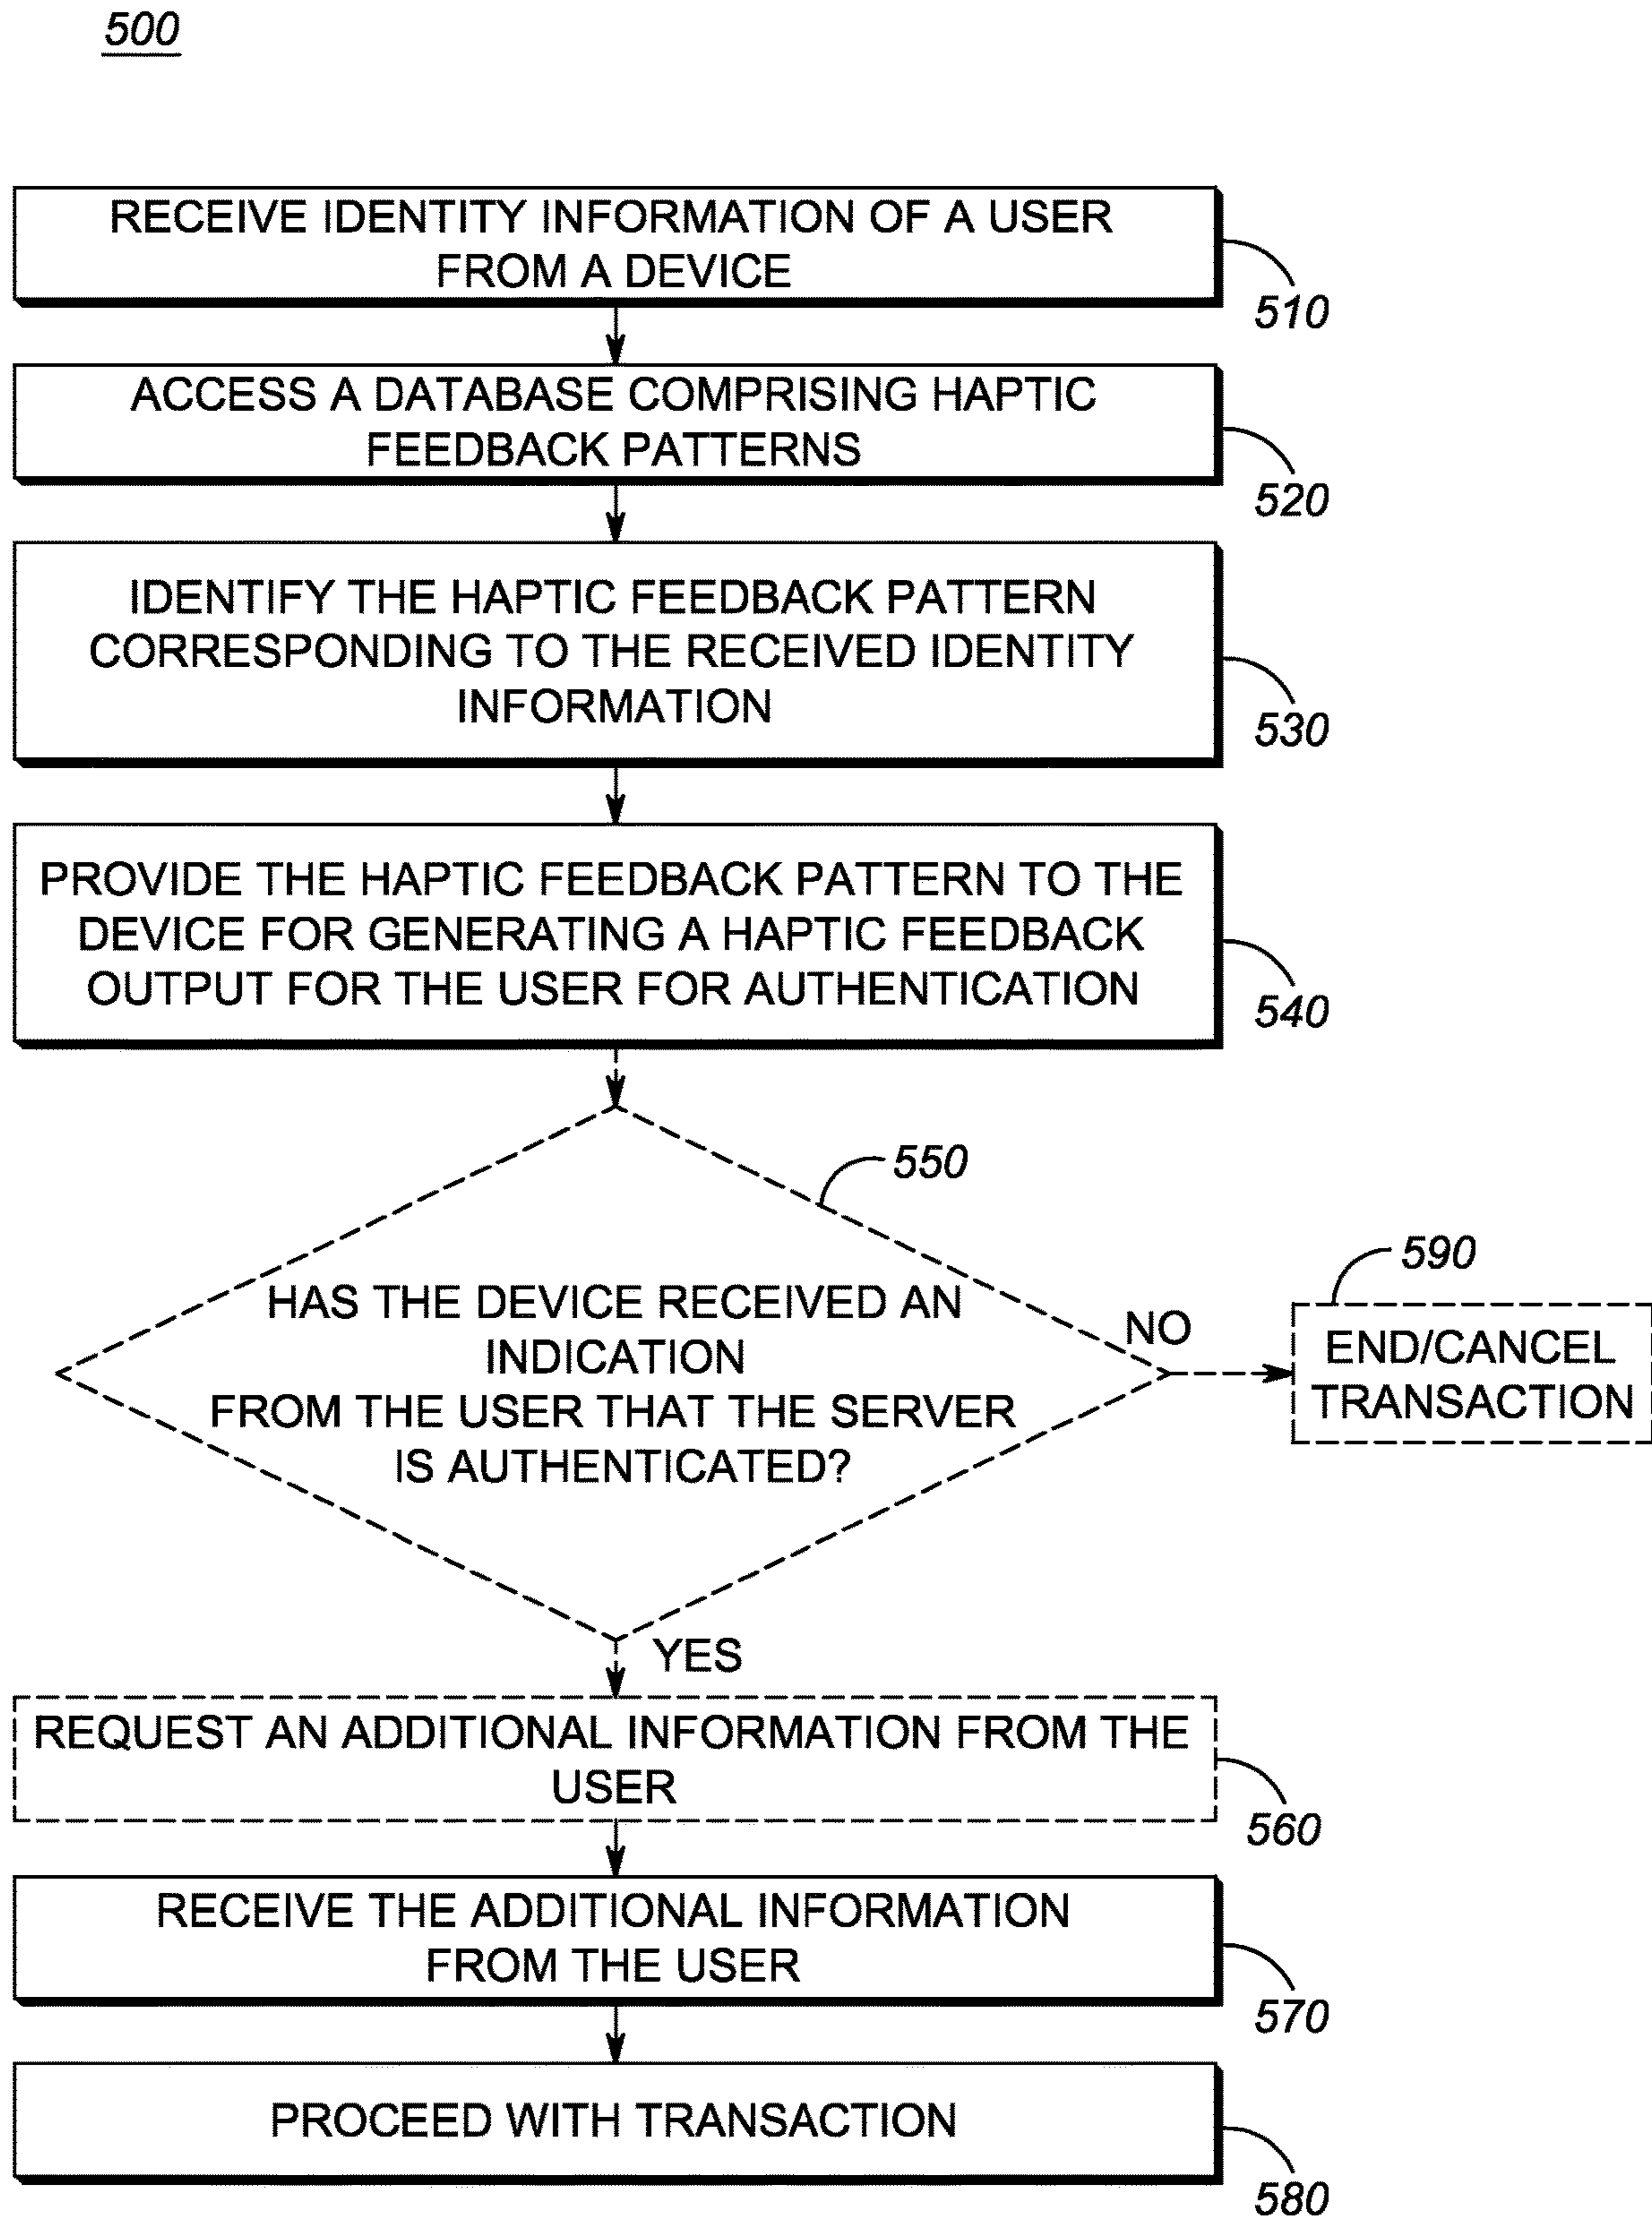 500
RECEIVE IDENTITY INFORMATION OF A USER
FROM A DEVICE
510
ACCESS A DATABASE COMPRISING HAPTIC
FEEDBACK PATTERNS
520
IDENTIFY THE HAPTIC FEEDBACK PATTERN
CORRESPONDING TO THE RECEIVED IDENTITY
INFORMATION
530
PROVIDE THE HAPTIC FEEDBACK PATTERN TO THE
DEVICE FOR GENERATING A HAPTIC FEEDBACK
OUTPUT FOR THE USER FOR AUTHENTICATION
540
550
HAS THE DEVICE RECEIVED AN
INDICATION
FROM THE USER THAT THE SERVER
IS AUTHENTICATED?
NO
590
END/CANCEL
TRANSACTION
YES
REQUEST AN ADDITIONAL INFORMATION FROM THE
USER
560
RECEIVE THE ADDITIONAL INFORMATION
FROM THE USER
570
PROCEED WITH TRANSACTION
580